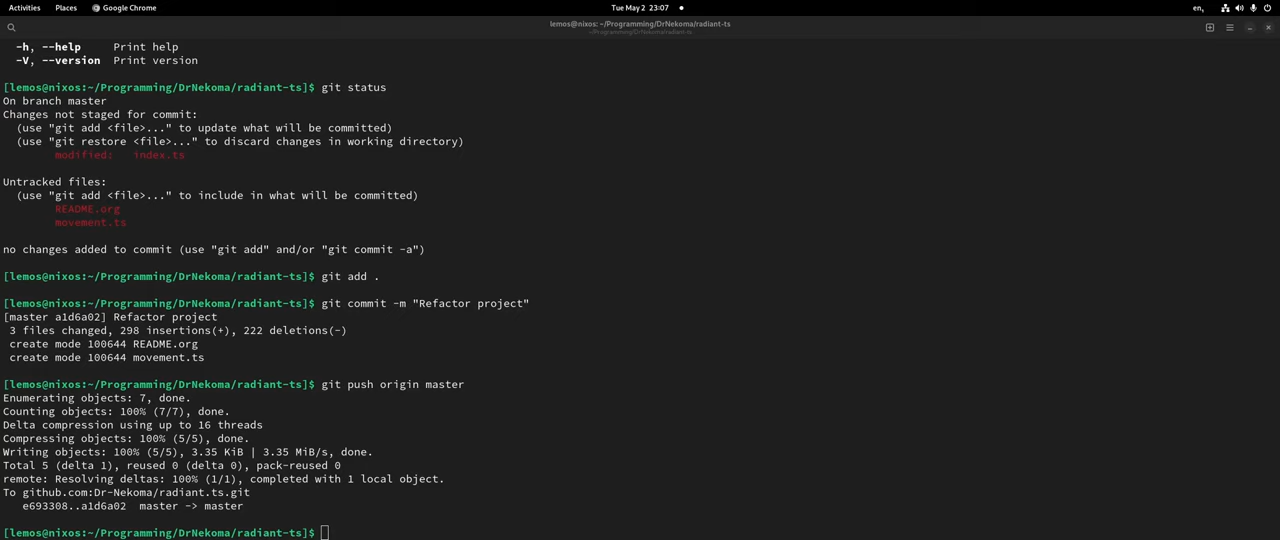 Activities Places Google Chrome Tue May 2 23:07 en,
lemos@nixos: ~/Programming/DrNekoma/radiant-ts
~/Programming/DrNekoma/radiant-ts
-h, --help Print help
-V, --version Print version
[lemos@nixos:~/Programming/DrNekoma/radiant-ts]$ git status
On branch master
Changes not staged for commit:
(use "git add <file>..." to update what will be committed)
(use "git restore <file>..." to discard changes in working directory)
modified: index.ts
Untracked files:
(use "git add <file>..." to include in what will be committed)
README.org
movement.ts
no changes added to commit (use "git add" and/or "git commit -a")
[lemos@nixos:~/Programming/DrNekoma/radiant-ts]$ git add .
[lemos@nixos:~/Programming/DrNekoma/radiant-ts]$ git commit -m "Refactor project"
[master a1d6a02] Refactor project
3 files changed, 298 insertions(+), 222 deletions(-)
create mode 100644 README.org
create mode 100644 movement.ts
[lemos@nixos:~/Programming/DrNekoma/radiant-ts]$ git push origin master
Enumerating objects: 7, done.
Counting objects: 100% (7/7), done.
Delta compression using up to 16 threads
Compressing objects: 100% (5/5), done.
Writing objects: 100% (5/5), 3.35 KiB | 3.35 MiB/s, done.
Total 5 (delta 1), reused 0 (delta 0), pack-reused 0
remote: Resolving deltas: 100% (1/1), completed with 1 local object.
To github.com:Dr-Nekoma/radiant.ts.git
e693308..a1d6a02 master -> master
[lemos@nixos:~/Programming/DrNekoma/radiant-ts]$